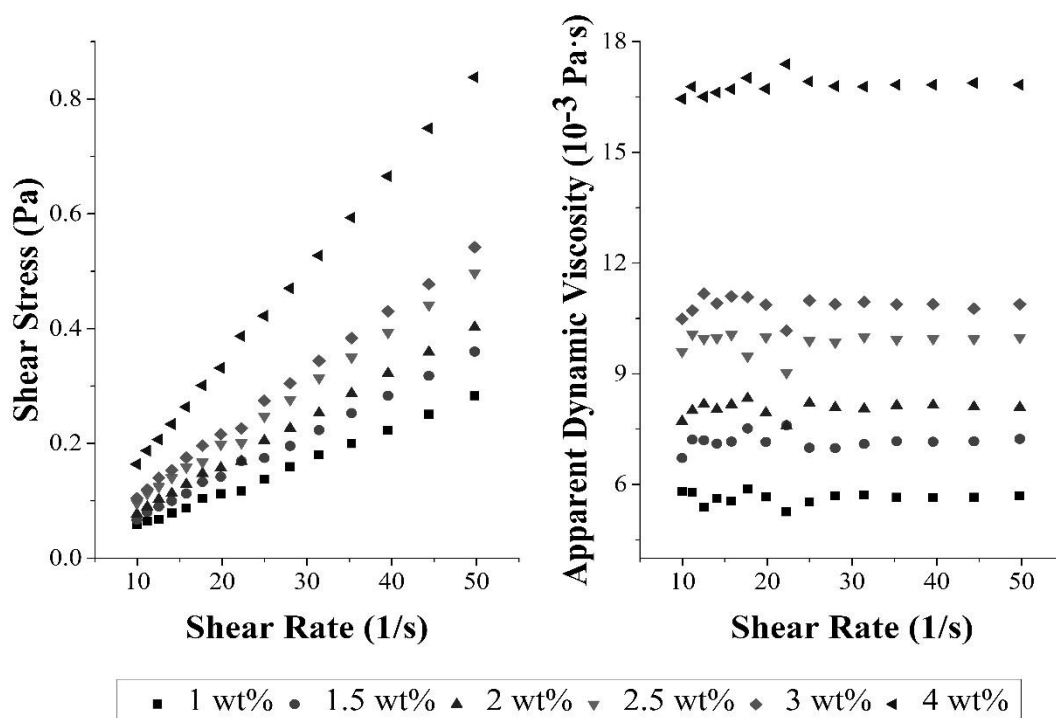 Shear Stress (Pa)
0.8
0.6
0.4
0.2
0.0
10 20 30 40 50
Shear Rate (1/s)
Apparent Dynamic Viscosity (10⁻³ Pa·s)
18
15
12
9
6
10 20 30 40 50
Shear Rate (1/s)
1 wt% 1.5 wt% 2 wt% 2.5 wt% 3 wt% 4 wt%